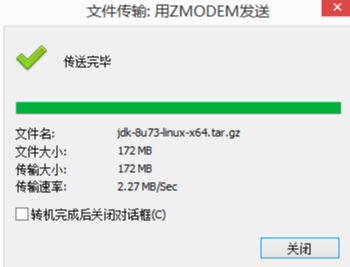 文件传输: 用ZMODEM发送
传送完毕
文件名: jdk-8u73-linux-x64.tar.gz
文件大小: 172 MB
传输大小: 172 MB
传输速率: 2.27 MB/Sec
转机完成后关闭对话框(C)
关闭